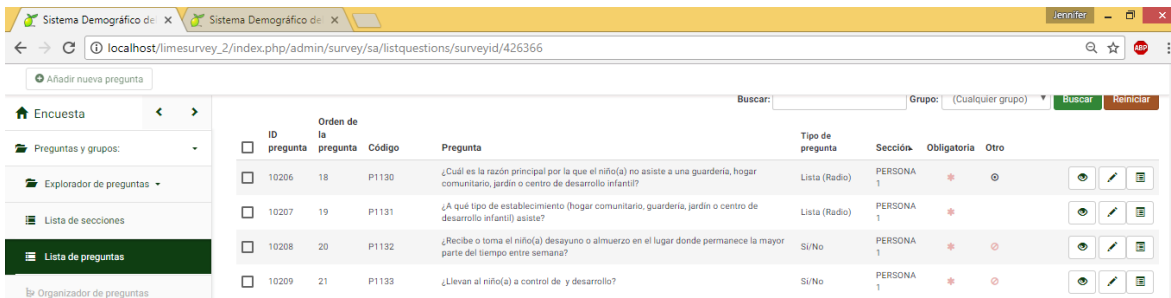 Sistema Demográfico de
Sistema Demográfico de
Jennifer
localhost/limesurvey_2/index.php/admin/survey/sa/listquestions/surveyid/426366
ABP
Añadir nueva pregunta
Encuesta
Buscar:
Grupo: (Cualquier grupo)
Buscar
Reiniciar
Preguntas y grupos:
Explorador de preguntas
Lista de secciones
Lista de preguntas
Organizador de preguntas
ID pregunta
Orden de la pregunta
Código
Pregunta
Tipo de pregunta
Sección
Obligatoria
Otro
10206 18 P1130 ¿Cuál es la razón principal por la que el niño(a) no asiste a una guardería, hogar
comunitario, jardín o centro de desarrollo infantil?
Lista (Radio)
PERSONA
1
10207 19 P1131 ¿A qué tipo de establecimiento (hogar comunitario, guardería, jardín o centro de
desarrollo infantil) asiste?
Lista (Radio)
PERSONA
1
10208 20 P1132 ¿Recibe o toma el niño(a) desayuno o almuerzo en el lugar donde permanece la mayor
parte del tiempo entre semana?
Sí/No
PERSONA
1
10209 21 P1133 ¿Llevan al niño(a) a control de y desarrollo?
Sí/No
PERSONA
1